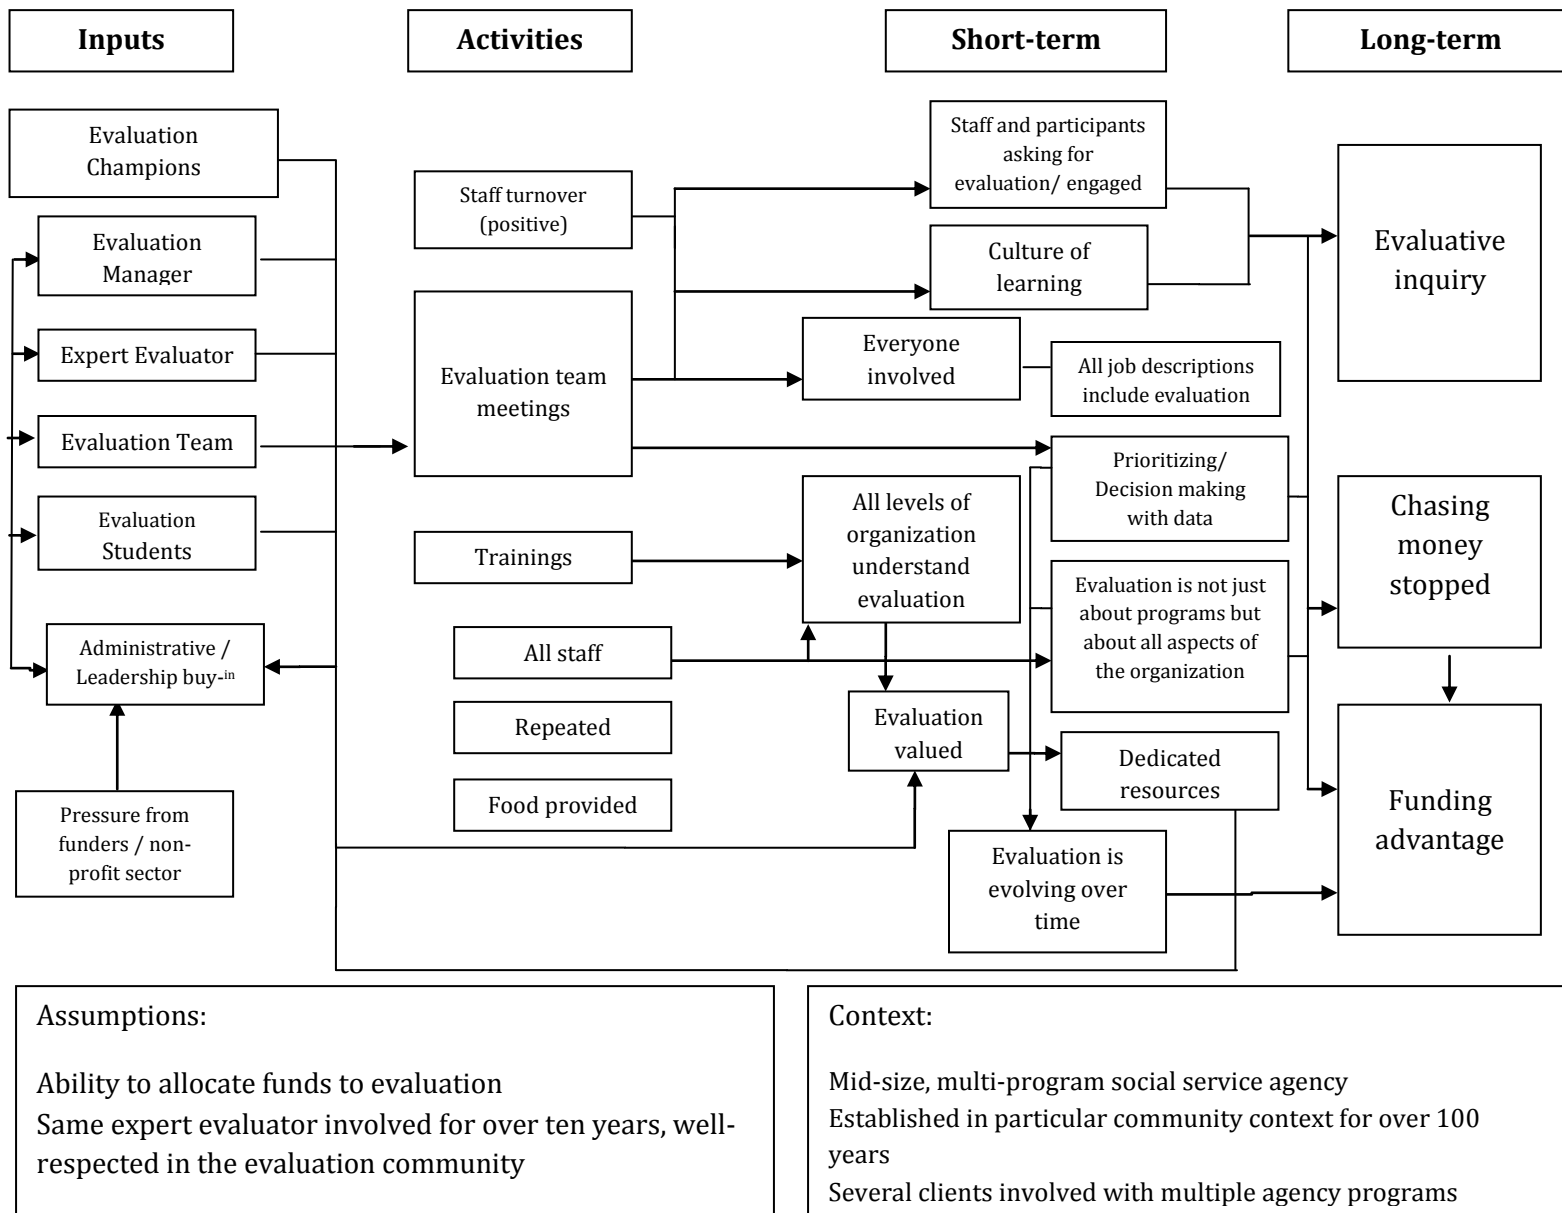 Inputs
Activities
Short-term
Long-term
Evaluation
Champions
Evaluation
Manager
Expert Evaluator
Evaluation Team
Evaluation
Students
Administrative /
Leadership buy-in
Pressure from
funders / non-
profit sector
Staff turnover
(positive)
Evaluation team
meetings
Trainings
All staff
Repeated
Food provided
Staff and participants
asking for
evaluation/ engaged
Culture of
learning
Everyone
involved
All job descriptions
include evaluation
Prioritizing/
Decision making
with data
All levels of
organization
understand
evaluation
Evaluation is not just
about programs but
about all aspects of
the organization
Evaluation
valued
Dedicated
resources
Evaluation is
evolving over
time
Evaluative
inquiry
Chasing
money
stopped
Funding
advantage
Assumptions:
Ability to allocate funds to evaluation
Same expert evaluator involved for over ten years, well-
respected in the evaluation community
Context:
Mid-size, multi-program social service agency
Established in particular community context for over 100
years
Several clients involved with multiple agency programs